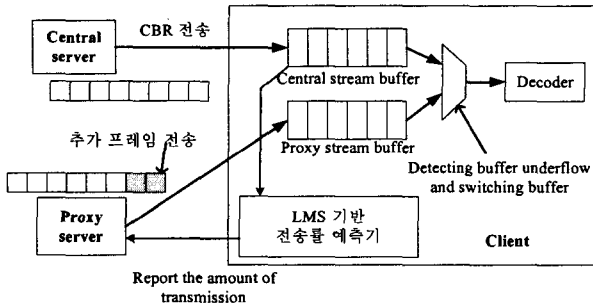 Central
server
CBR 전송
Central stream buffer
Decoder
추가 프레임 전송
Proxy stream buffer
Detecting buffer underflow
and switching buffer
Proxy
server
LMS 기반
전송률 예측기
Client
Report the amount of
transmission